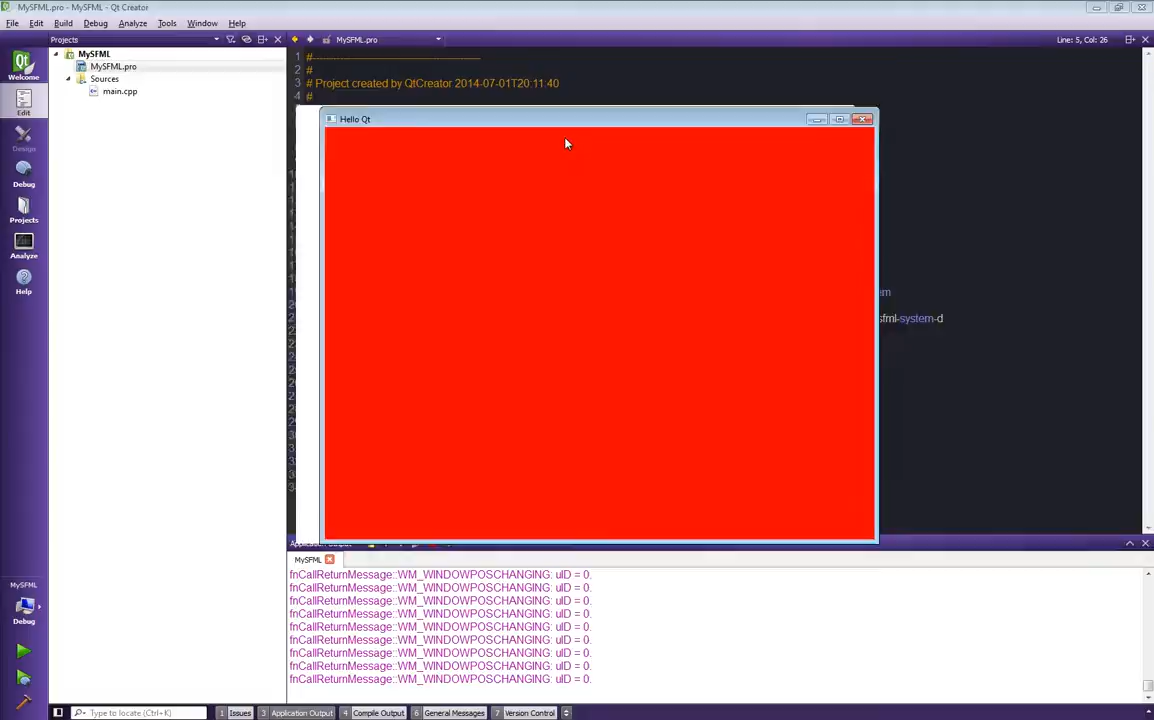 MySFML.pro - MySFML - Qt Creator
File Edit Build Debug Analyze Tools Window Help
Projects
MySFML.pro
Line: 5, Col: 26
MySFML
MySFML.pro
Sources
main.cpp
Welcome
Edit
Design
Debug
Projects
Analyze
Help
1 #
2 #
3 # Project created by QtCreator 2014-07-01T20:11:40
4 #
Hello Qt
sfml-system-d
MySFML
fnCallReturnMessage::WM_WINDOWPOSCHANGING: uID = 0.
fnCallReturnMessage::WM_WINDOWPOSCHANGING: uID = 0.
fnCallReturnMessage::WM_WINDOWPOSCHANGING: uID = 0.
fnCallReturnMessage::WM_WINDOWPOSCHANGING: uID = 0.
fnCallReturnMessage::WM_WINDOWPOSCHANGING: uID = 0.
fnCallReturnMessage::WM_WINDOWPOSCHANGING: uID = 0.
fnCallReturnMessage::WM_WINDOWPOSCHANGING: uID = 0.
fnCallReturnMessage::WM_WINDOWPOSCHANGING: uID = 0.
fnCallReturnMessage::WM_WINDOWPOSCHANGING: uID = 0.
MySFML
Debug
Type to locate (Ctrl+K)
1 Issues 3 Application Output 4 Compile Output 6 General Messages 7 Version Control